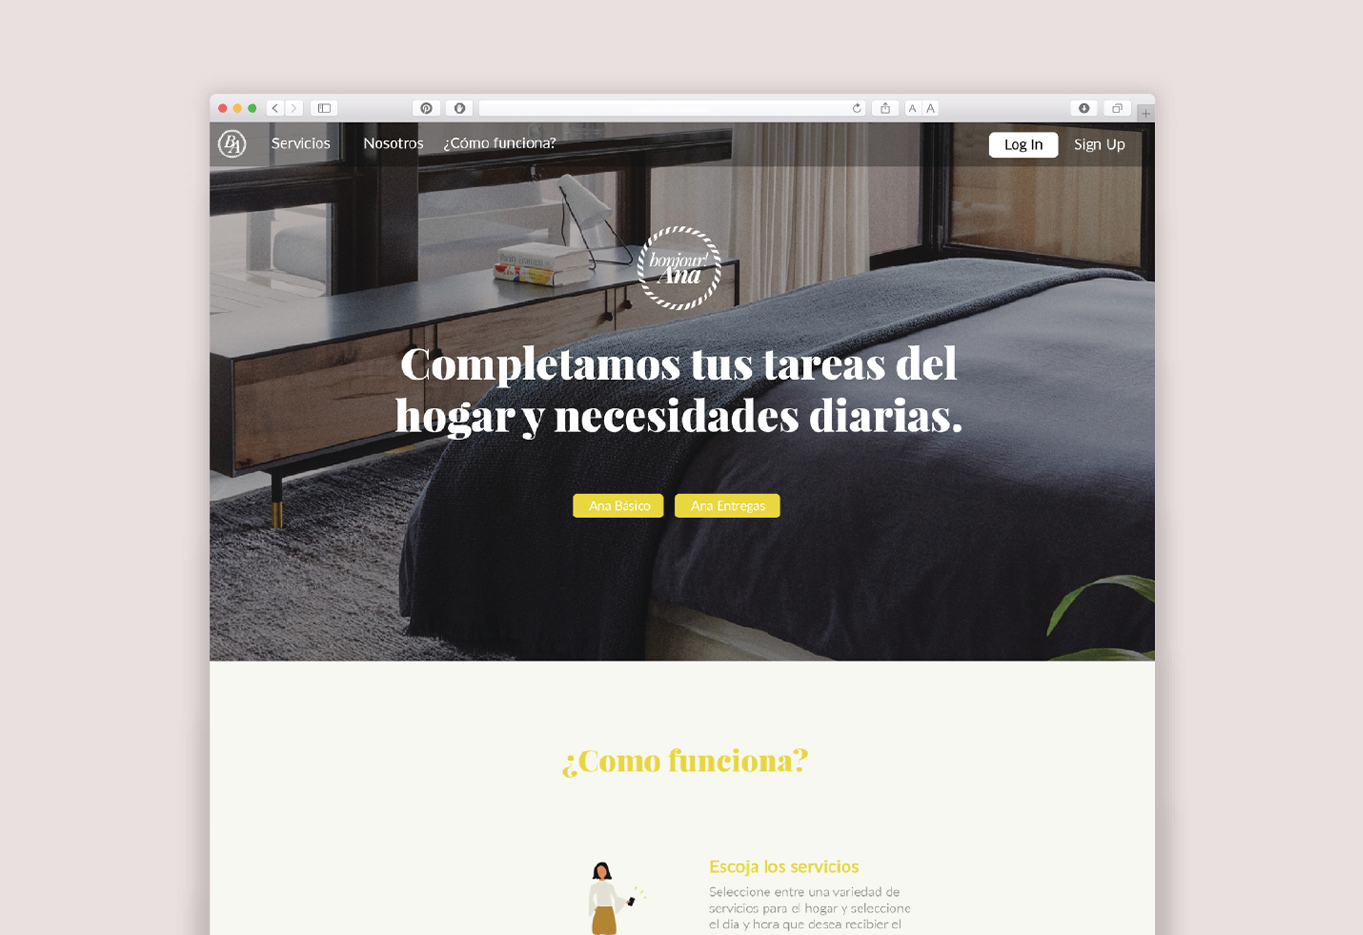 BA
Servicios
Nosotros
¿Cómo funciona?
Log In
Sign Up
bonjour!
Ana
Completamos tus tareas del
hogar y necesidades diarias.
Ana Básico
Ana Entregas
¿Como funciona?
Escoja los servicios
Seleccione entre una variedad de
servicios para el hogar y seleccione
el dia y hora que desea recibier el